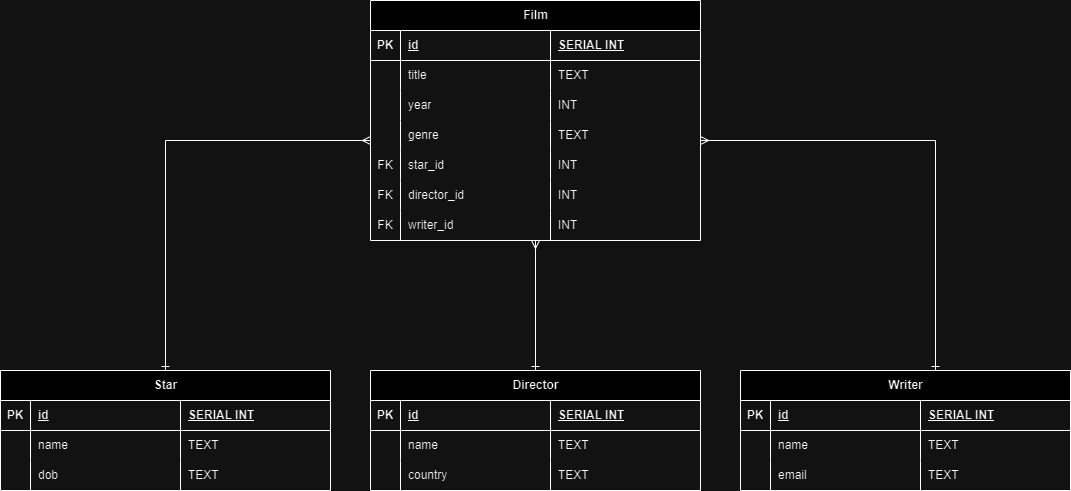 Film
PK id SERIAL INT
title TEXT
year INT
genre TEXT
FK star_id INT
FK director_id INT
FK writer_id INT
Star
PK id SERIAL INT
name TEXT
dob TEXT
Director
PK id SERIAL INT
name TEXT
country TEXT
Writer
PK id SERIAL INT
name TEXT
email TEXT